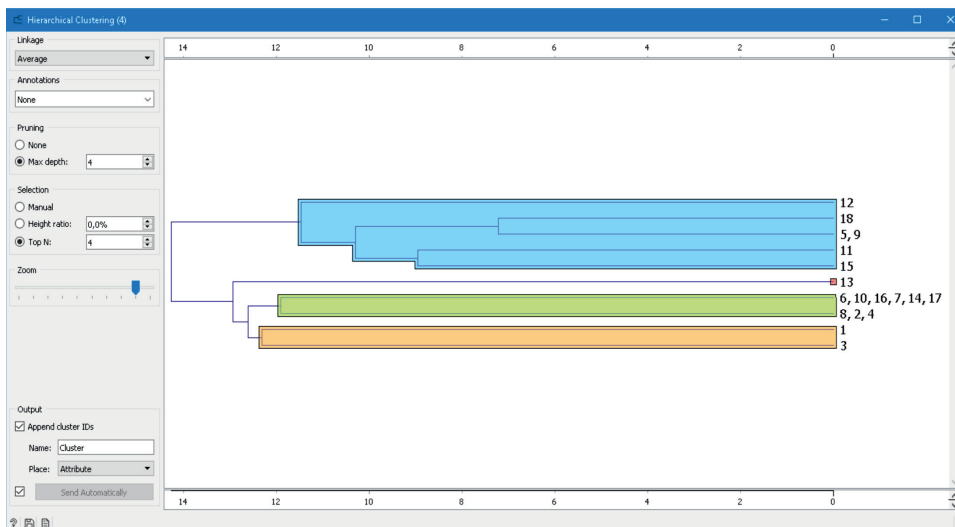 Hierarchical Clustering (4)
Linkage
Average
Annotations
None
Pruning
None
Max depth: 4
Selection
Manual
Height ratio: 0,0%
Top N: 4
Zoom
Output
Append cluster IDs
Name: Cluster
Place: Attribute
Send Automatically
14 12 10 8 6 4 2 0
12
18
5, 9
11
15
13
6, 10, 16, 7, 14, 17
8, 2, 4
1
3
14 12 10 8 6 4 2 0